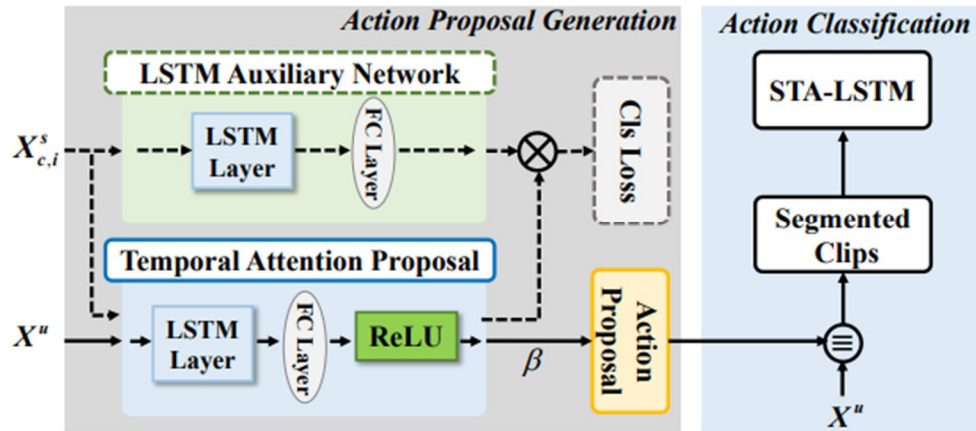 Action Proposal Generation
LSTM Auxiliary Network
X^s_{c,i}
LSTM
Layer
FC Layer
Cls Loss
Temporal Attention Proposal
X^u
LSTM
Layer
FC Layer
ReLU
β
Action
Proposal
Action Classification
STA-LSTM
Segmented
Clips
X^u